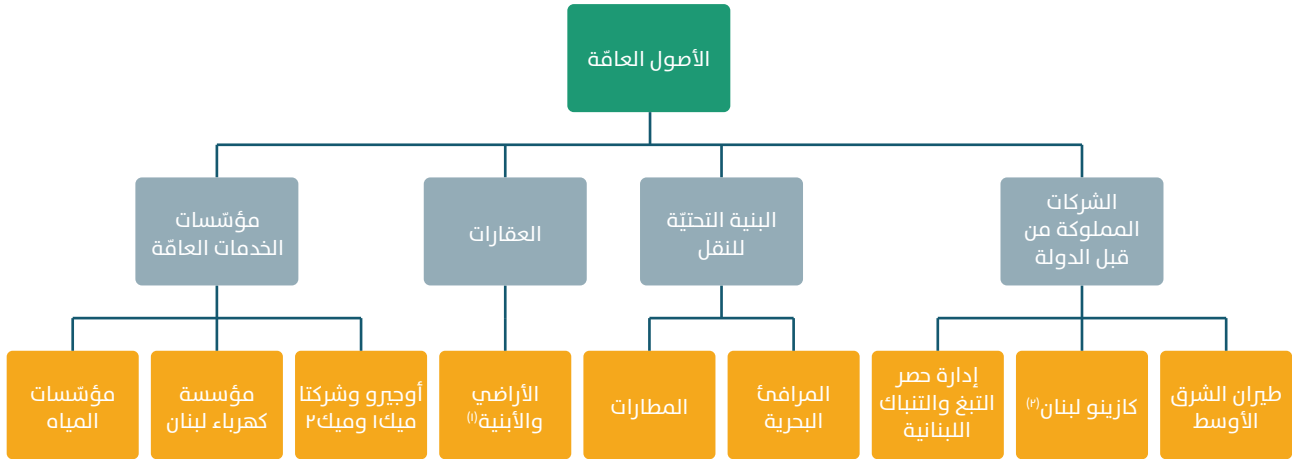 الأصول العامّة
الشركات
المملوكة من
قبل الدولة
البنية التحتيّة
للنقل
العقارات
مؤسّسات
الخدمات العامّة
طيران الشرق
الأوسط
كازينو لبنان(٢)
إدارة حصر
التبغ والتنباك
اللبنانية
المرافئ
البحرية
المطارات
الأراضي
والأبنية(١)
أوجيرو وشركتا
ميك١ وميك٢
مؤسسة
كهرباء لبنان
مؤسّسات
المياه